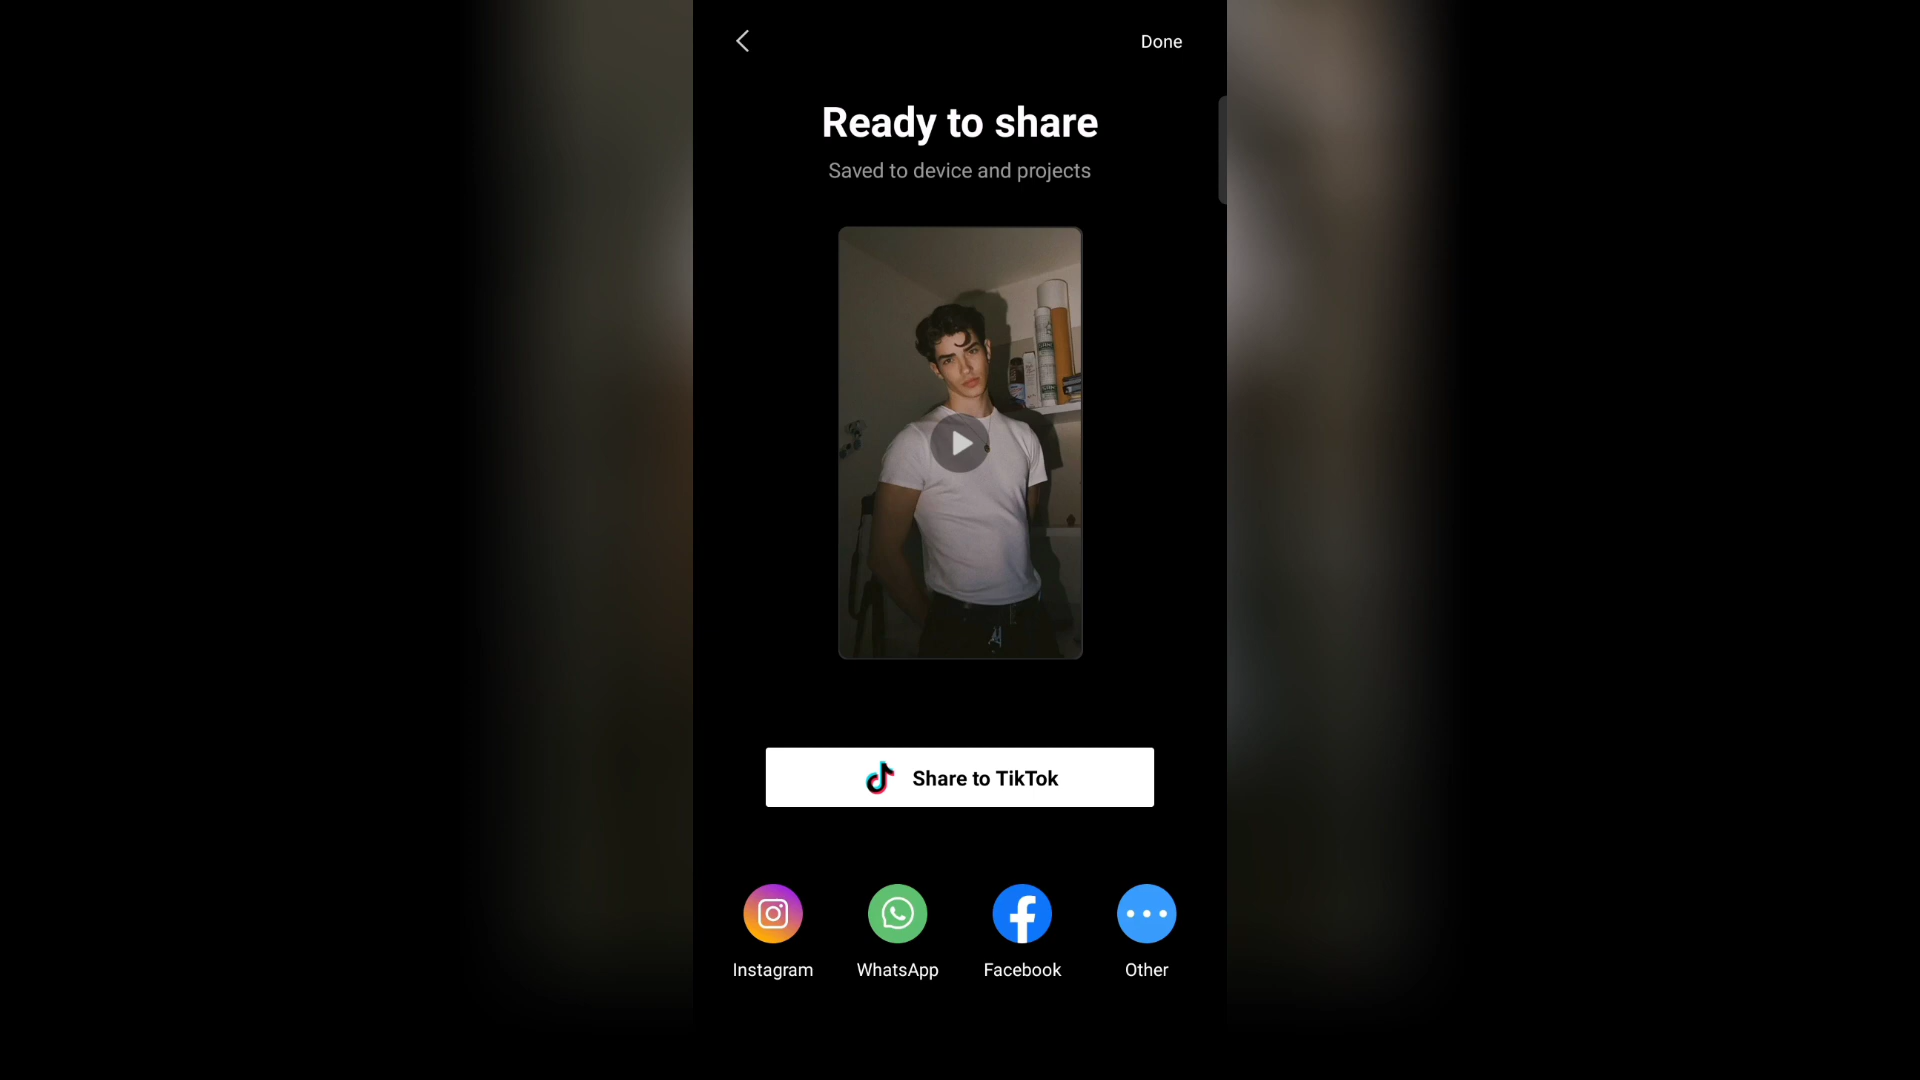 Done
Ready to share
Saved to device and projects
Share to TikTok
Instagram WhatsApp Facebook Other